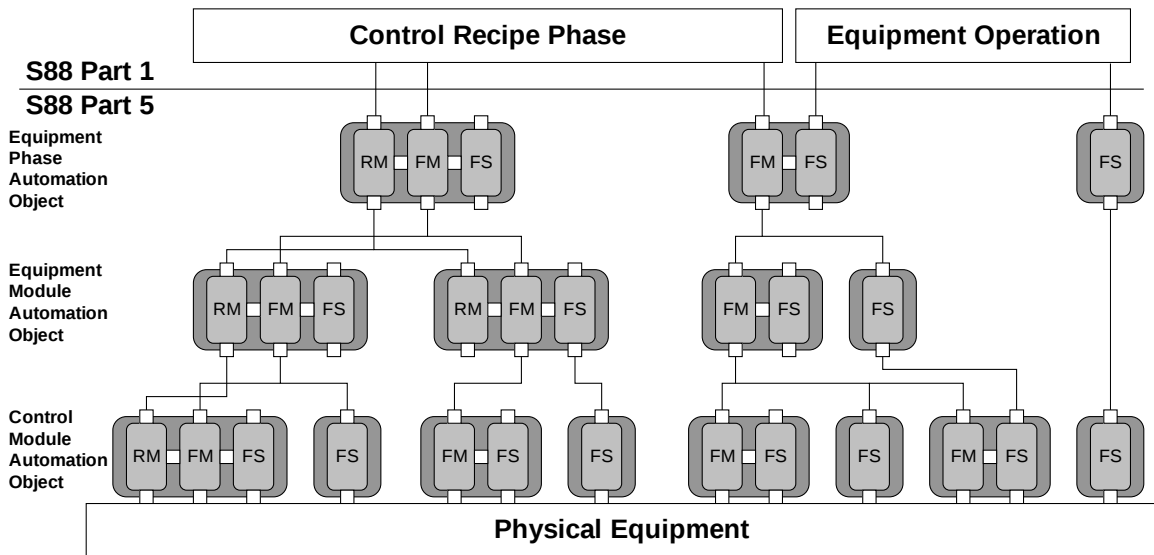 Control Recipe Phase
Equipment Operation
S88 Part 1
S88 Part 5
Equipment
Phase
Automation
Object
RM FM FS
FM FS
FS
Equipment
Module
Automation
Object
RM FM FS
RM FM FS
FM FS
FS
Control
Module
Automation
Object
RM FM FS
FS
FM FS
FS
FM FS
FS
FM FS
FS
Physical Equipment